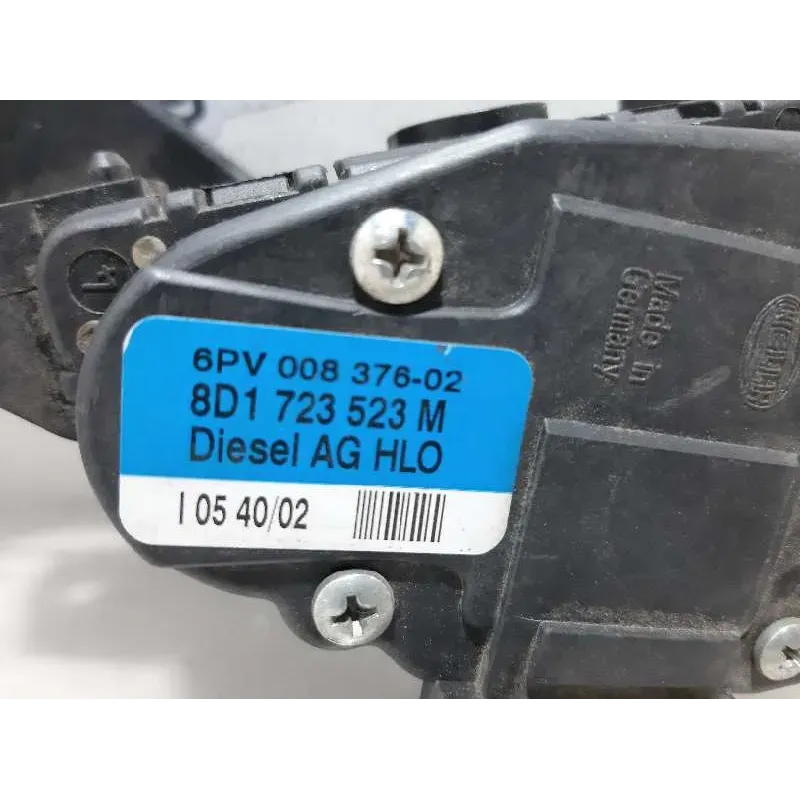 6PV 008 376-02
8D1 723 523 M
Diesel AG HLO
I 05 40/02
Made in
Germany